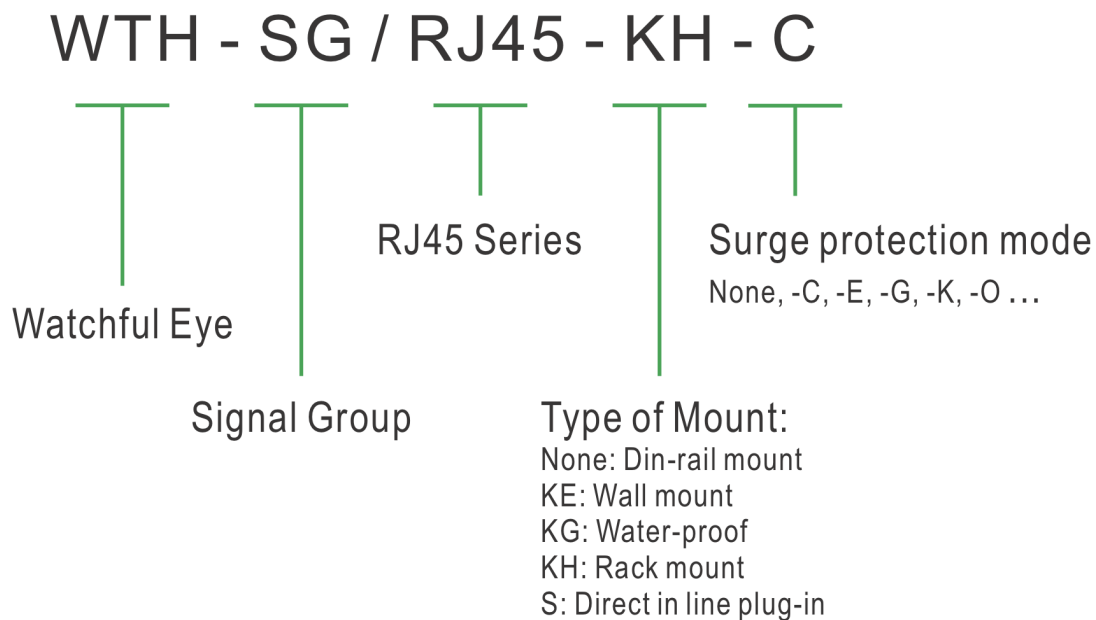 WTH - SG / RJ45 - KH - C
RJ45 Series
Surge protection mode
None, -C, -E, -G, -K, -O ...
Watchful Eye
Signal Group
Type of Mount:
None: Din-rail mount
KE: Wall mount
KG: Water-proof
KH: Rack mount
S: Direct in line plug-in